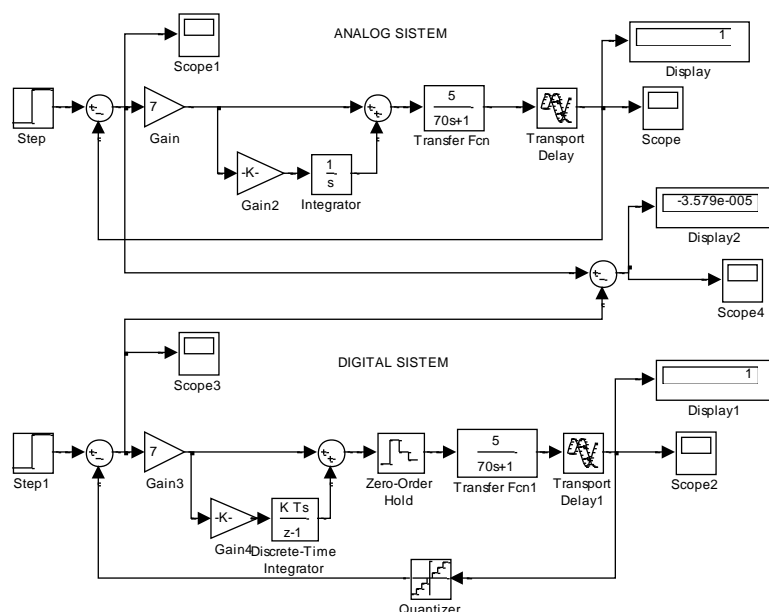 ANALOG SISTEM
1
Scope1
Display
7
5
70s+1
Step
Gain
Transfer Fcn
Transport
Delay
Scope
-K-
1
s
Gain2
Integrator
-3.579e-005
Display2
Scope4
DIGITAL SISTEM
Scope3
1
Display1
7
5
70s+1
Step1
Gain3
Zero-Order
Hold
Transfer Fcn1
Transport
Delay1
Scope2
-K-
K Ts
z-1
Gain4
Discrete-Time
Integrator
Quantizer